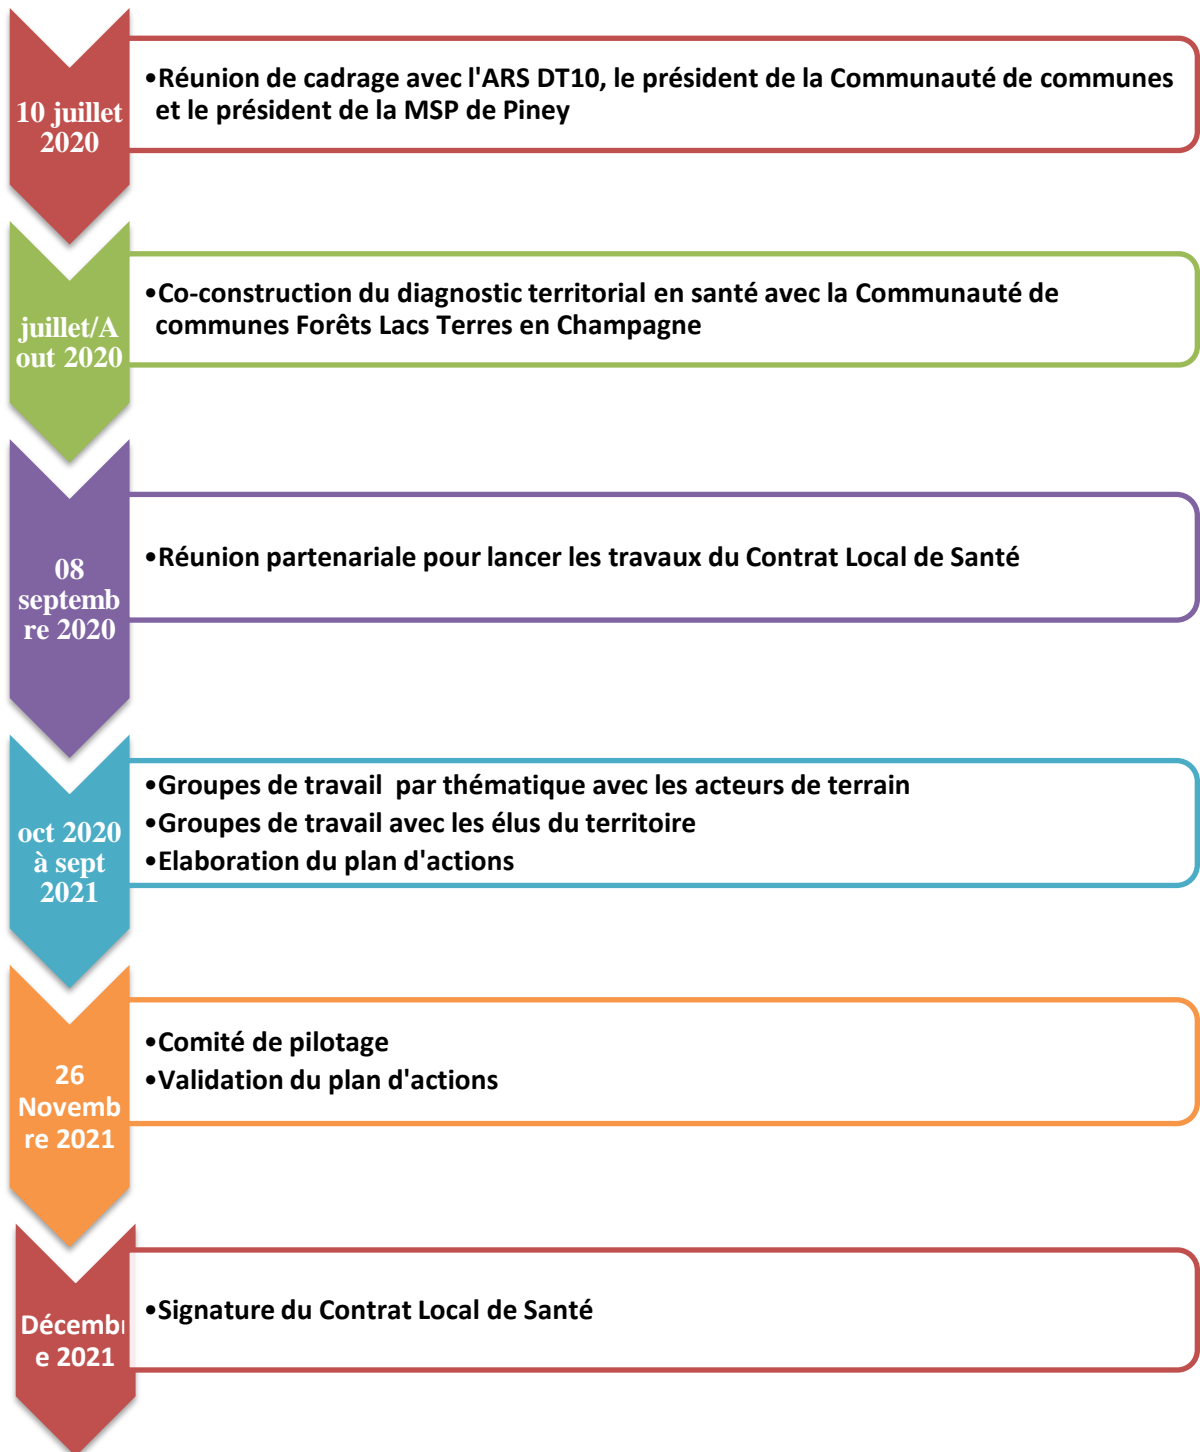 10 juillet
2020
•Réunion de cadrage avec l'ARS DT10, le président de la Communauté de communes
et le président de la MSP de Piney
juillet/A
out 2020
•Co-construction du diagnostic territorial en santé avec la Communauté de
communes Forêts Lacs Terres en Champagne
08
septemb
re 2020
•Réunion partenariale pour lancer les travaux du Contrat Local de Santé
oct 2020
à sept
2021
•Groupes de travail  par thématique avec les acteurs de terrain
•Groupes de travail avec les élus du territoire
•Elaboration du plan d'actions
26
Novemb
re 2021
•Comité de pilotage
•Validation du plan d'actions
Décembr
e 2021
•Signature du Contrat Local de Santé